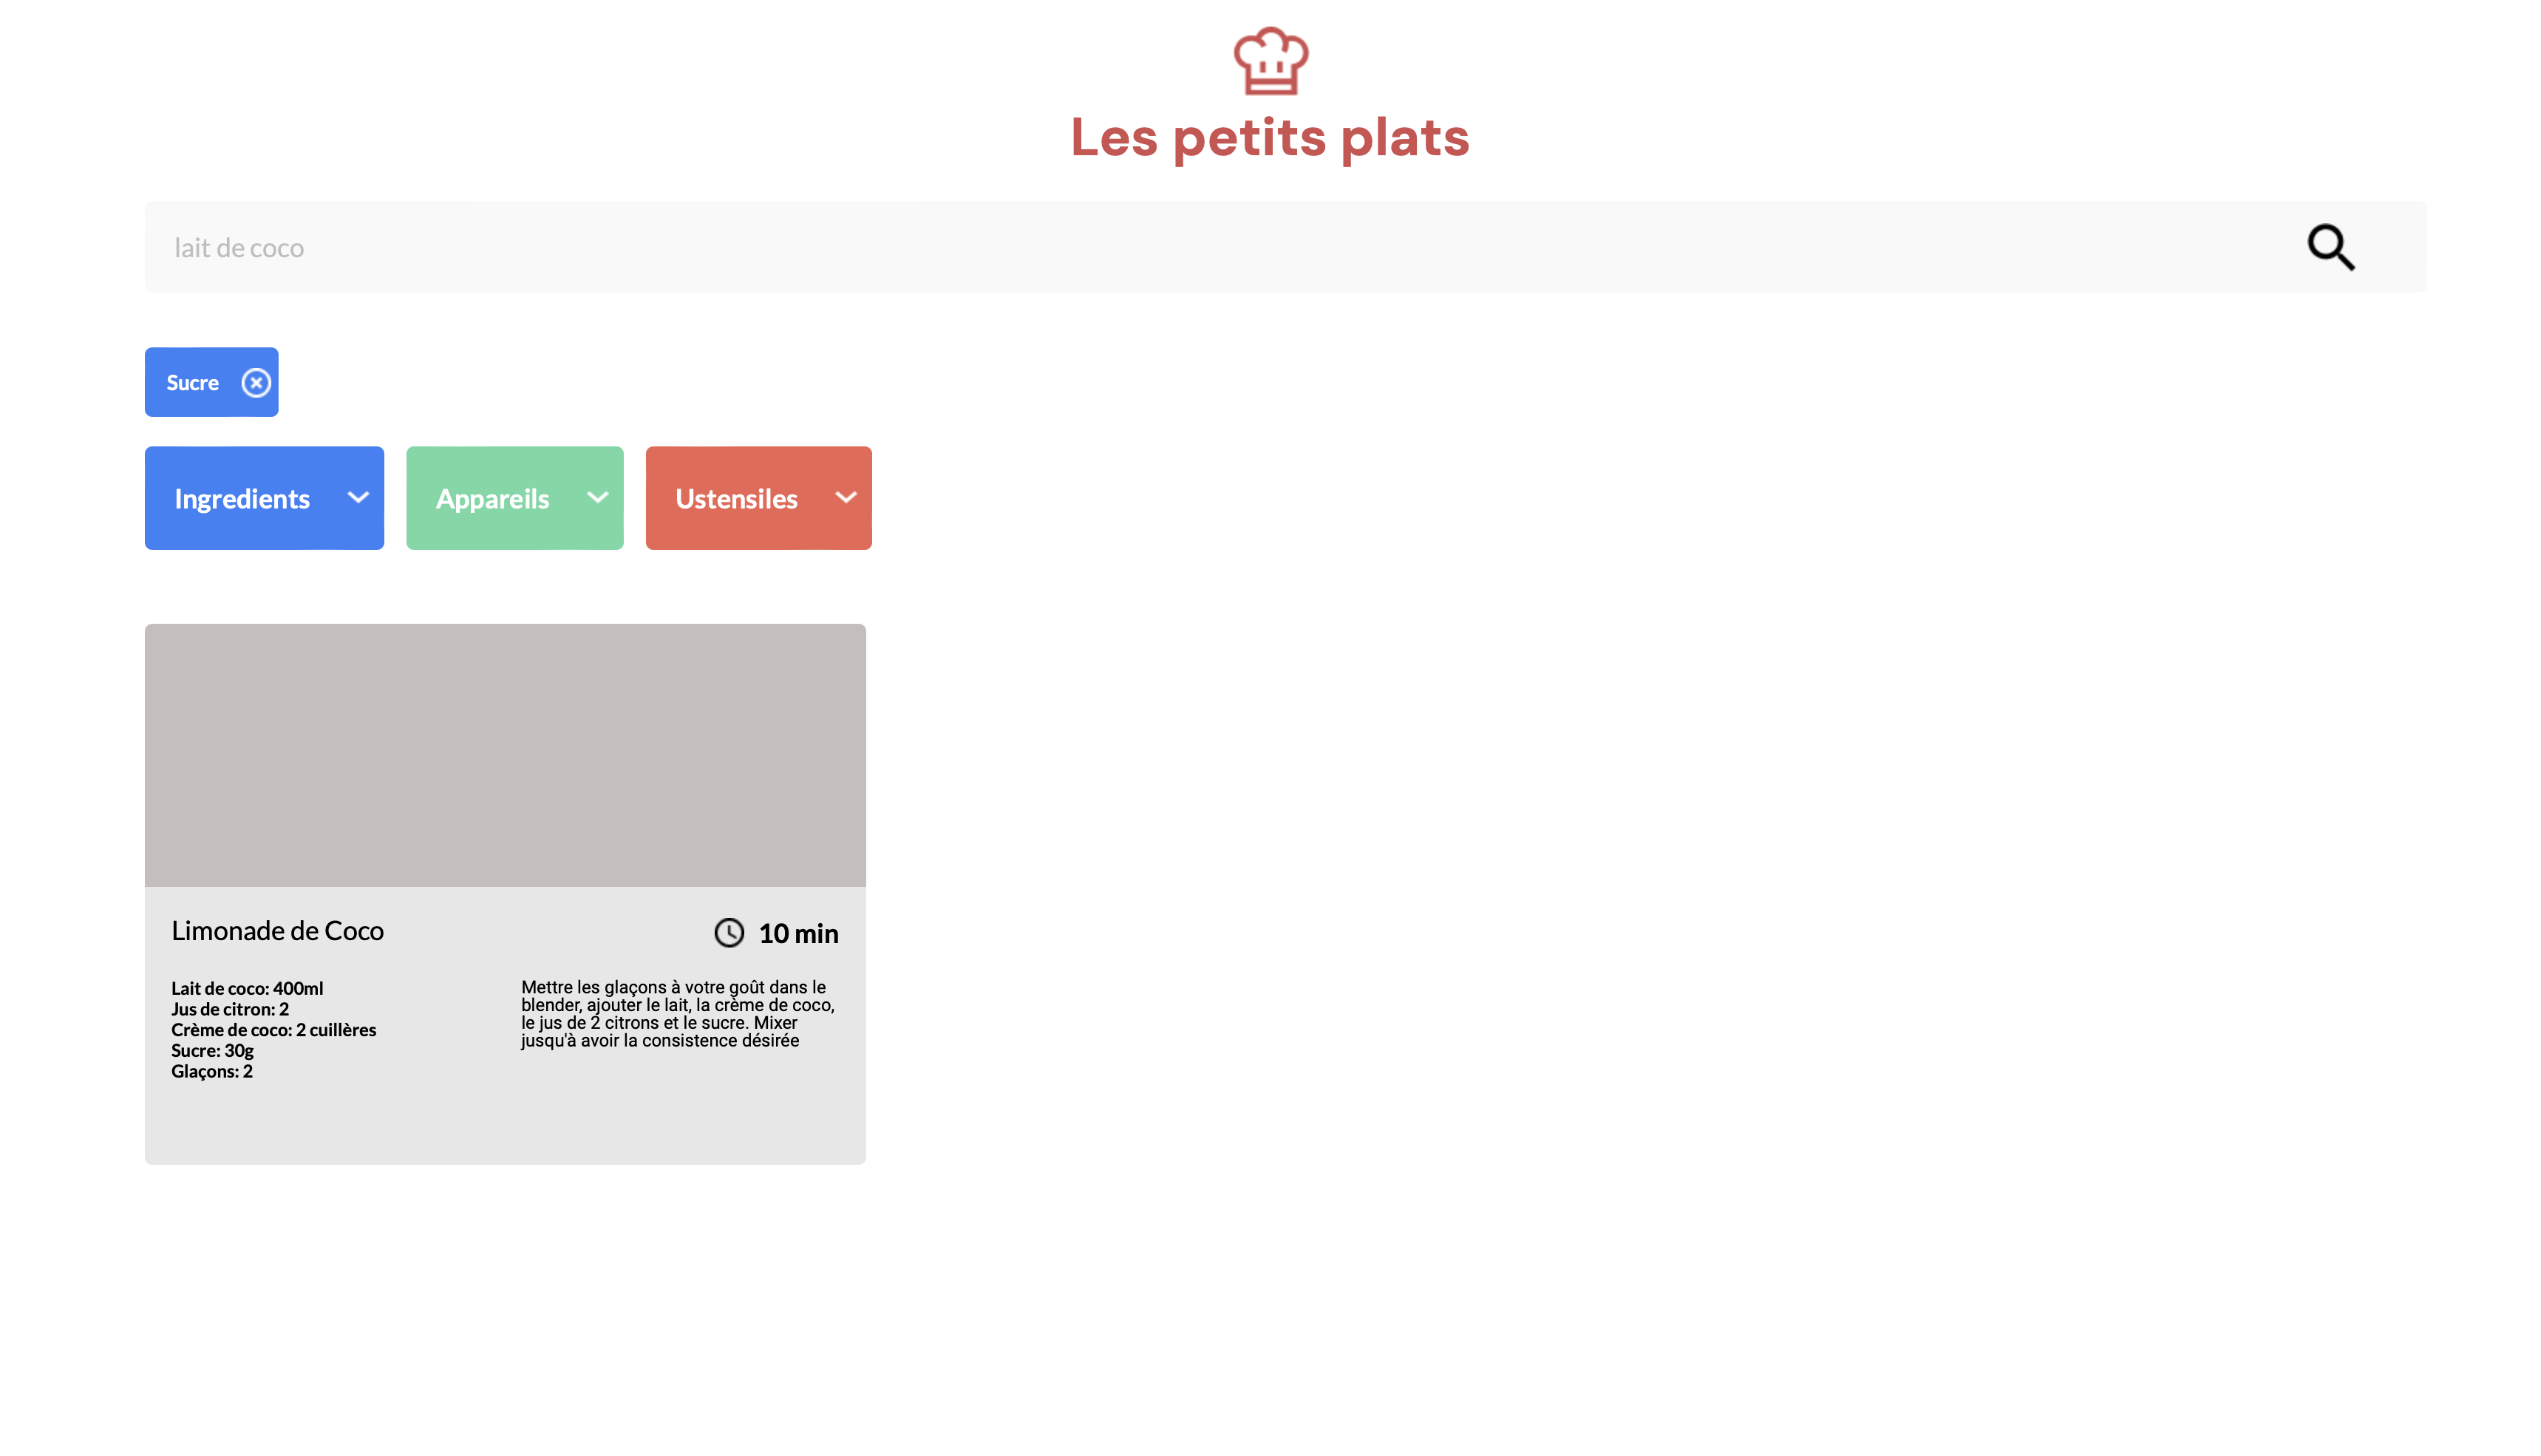 Les petits plats
lait de coco
Sucre
Ingredients
Appareils
Ustensiles
Limonade de Coco
10 min
Lait de coco: 400ml
Jus de citron: 2
Crème de coco: 2 cuillères
Sucre: 30g
Glaçons: 2
Mettre les glaçons à votre goût dans le
blender, ajouter le lait, la crème de coco,
le jus de 2 citrons et le sucre. Mixer
jusqu'à avoir la consistence désirée